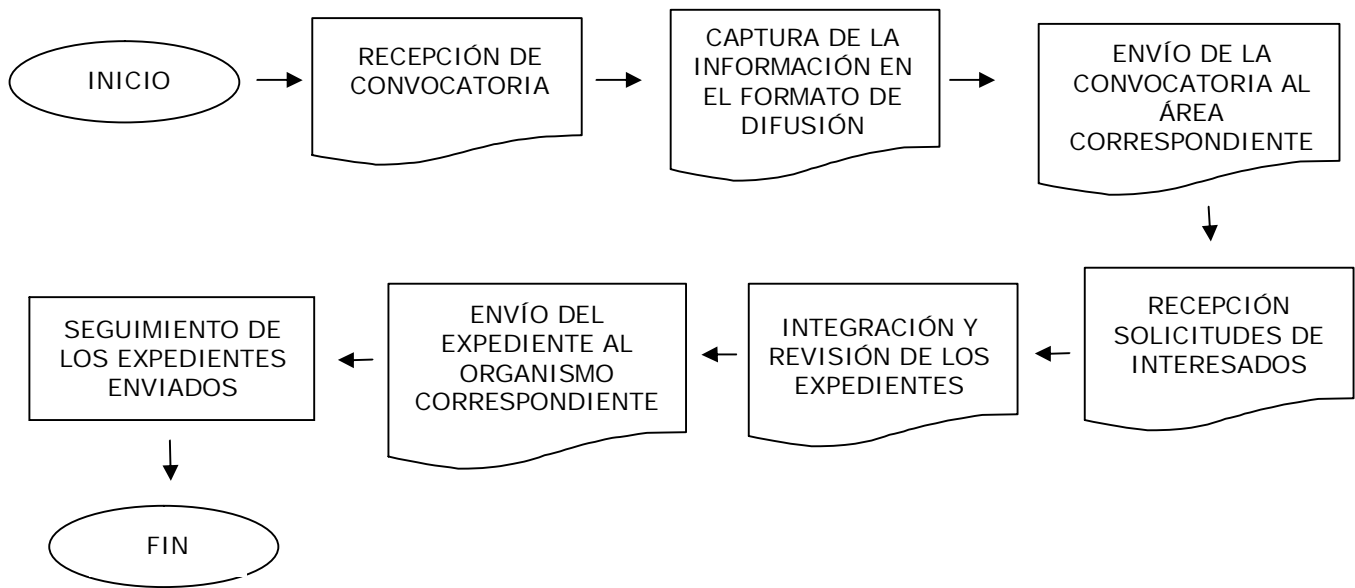 INICIO
RECEPCIÓN DE
CONVOCATORIA
CAPTURA DE LA
INFORMACIÓN EN
EL FORMATO DE
DIFUSIÓN
ENVÍO DE LA
CONVOCATORIA AL
ÁREA
CORRESPONDIENTE
RECEPCIÓN
SOLICITUDES DE
INTERESADOS
INTEGRACIÓN Y
REVISIÓN DE LOS
EXPEDIENTES
ENVÍO DEL
EXPEDIENTE AL
ORGANISMO
CORRESPONDIENTE
SEGUIMIENTO DE
LOS EXPEDIENTES
ENVIADOS
FIN